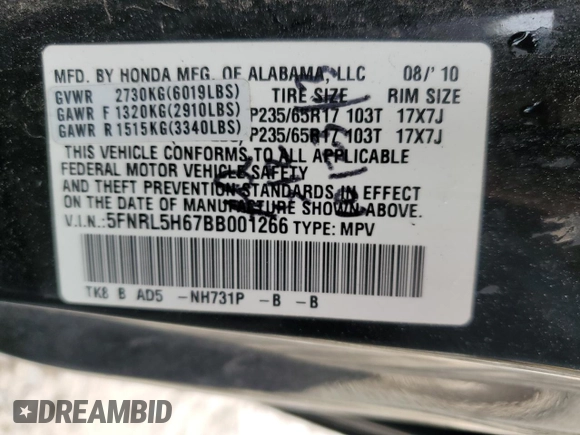 MFD. BY HONDA MFG. OF ALABAMA, LLC 08/' 10
GVWR 2730KG(6019LBS) TIRE SIZE RIM SIZE
GAWR F 1320KG(2910LBS) P235/65R17 103T 17X7J
GAWR R 1515KG(3340LBS) P235/65R17 103T 17X7J
THIS VEHICLE CONFORMS TO ALL APPLICABLE
FEDERAL MOTOR VEHICLE SAFETY
AND THEFT PREVENTION STANDARDS IN EFFECT
ON THE DATE OF MANUFACTURE SHOWN ABOVE.
V.I.N.:5FNRL5H67BB001266 TYPE: MPV
TK8 B AD5 -NH731P -B -B
DREAMBID